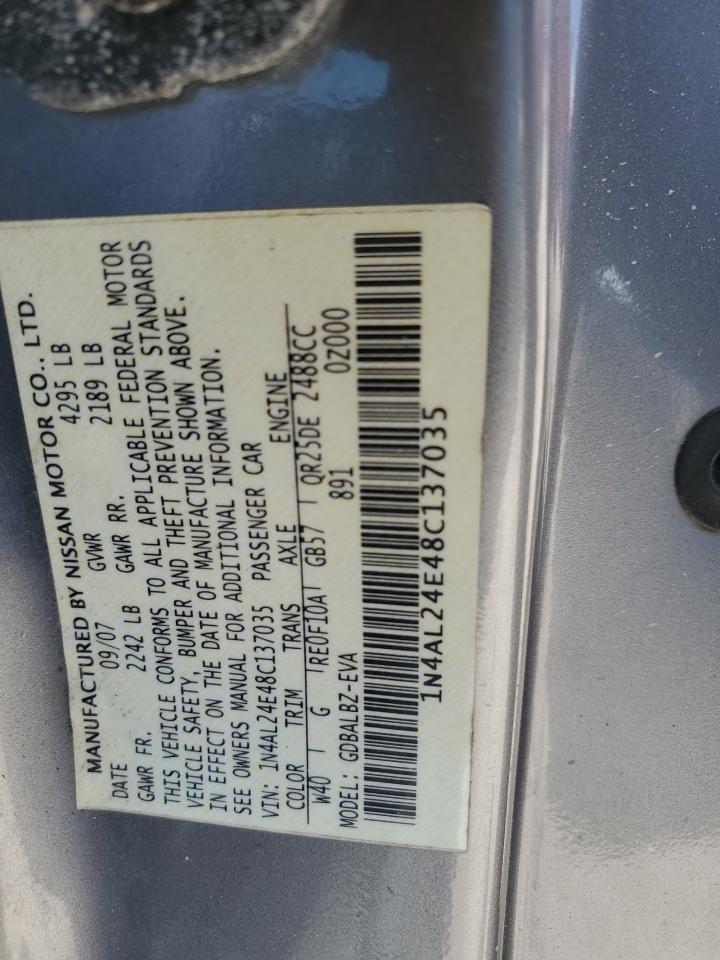 MANUFACTURED BY NISSAN MOTOR CO., LTD.
DATE 09/07 GVWR 4295 LB
GAWR FR. 2242 LB GAWR RR. 2189 LB
THIS VEHICLE CONFORMS TO ALL APPLICABLE FEDERAL MOTOR
VEHICLE SAFETY, BUMPER AND THEFT PREVENTION STANDARDS
IN EFFECT ON THE DATE OF MANUFACTURE SHOWN ABOVE.
SEE OWNERS MANUAL FOR ADDITIONAL INFORMATION.
VIN: 1N4AL24E48C137035 PASSENGER CAR
COLOR TRIM TRANS AXLE ENGINE
W40 G RE0F10A GB57 QR25DE 2488CC
MODEL: GDBALBZ-EVA 891 0Z000
1N4AL24E48C137035